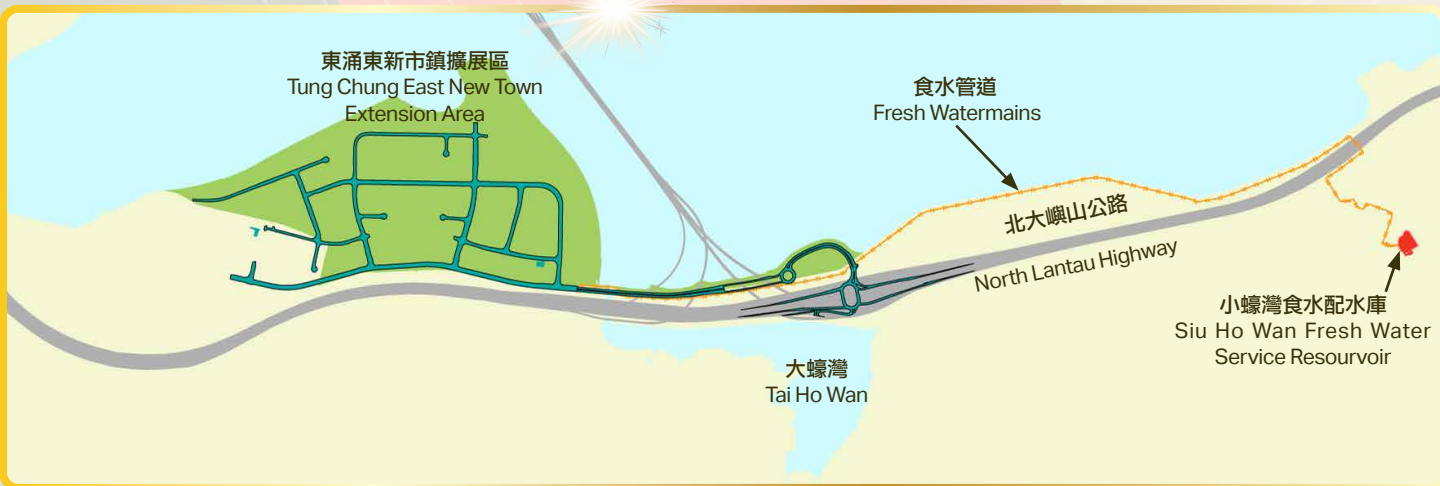 東涌東新市鎮擴展區
Tung Chung East New Town
Extension Area
食水管道
Fresh Watermains
北大嶼山公路
North Lantau Highway
小蠔灣食水配水庫
Siu Ho Wan Fresh Water
Service Resourvoir
大蠔灣
Tai Ho Wan